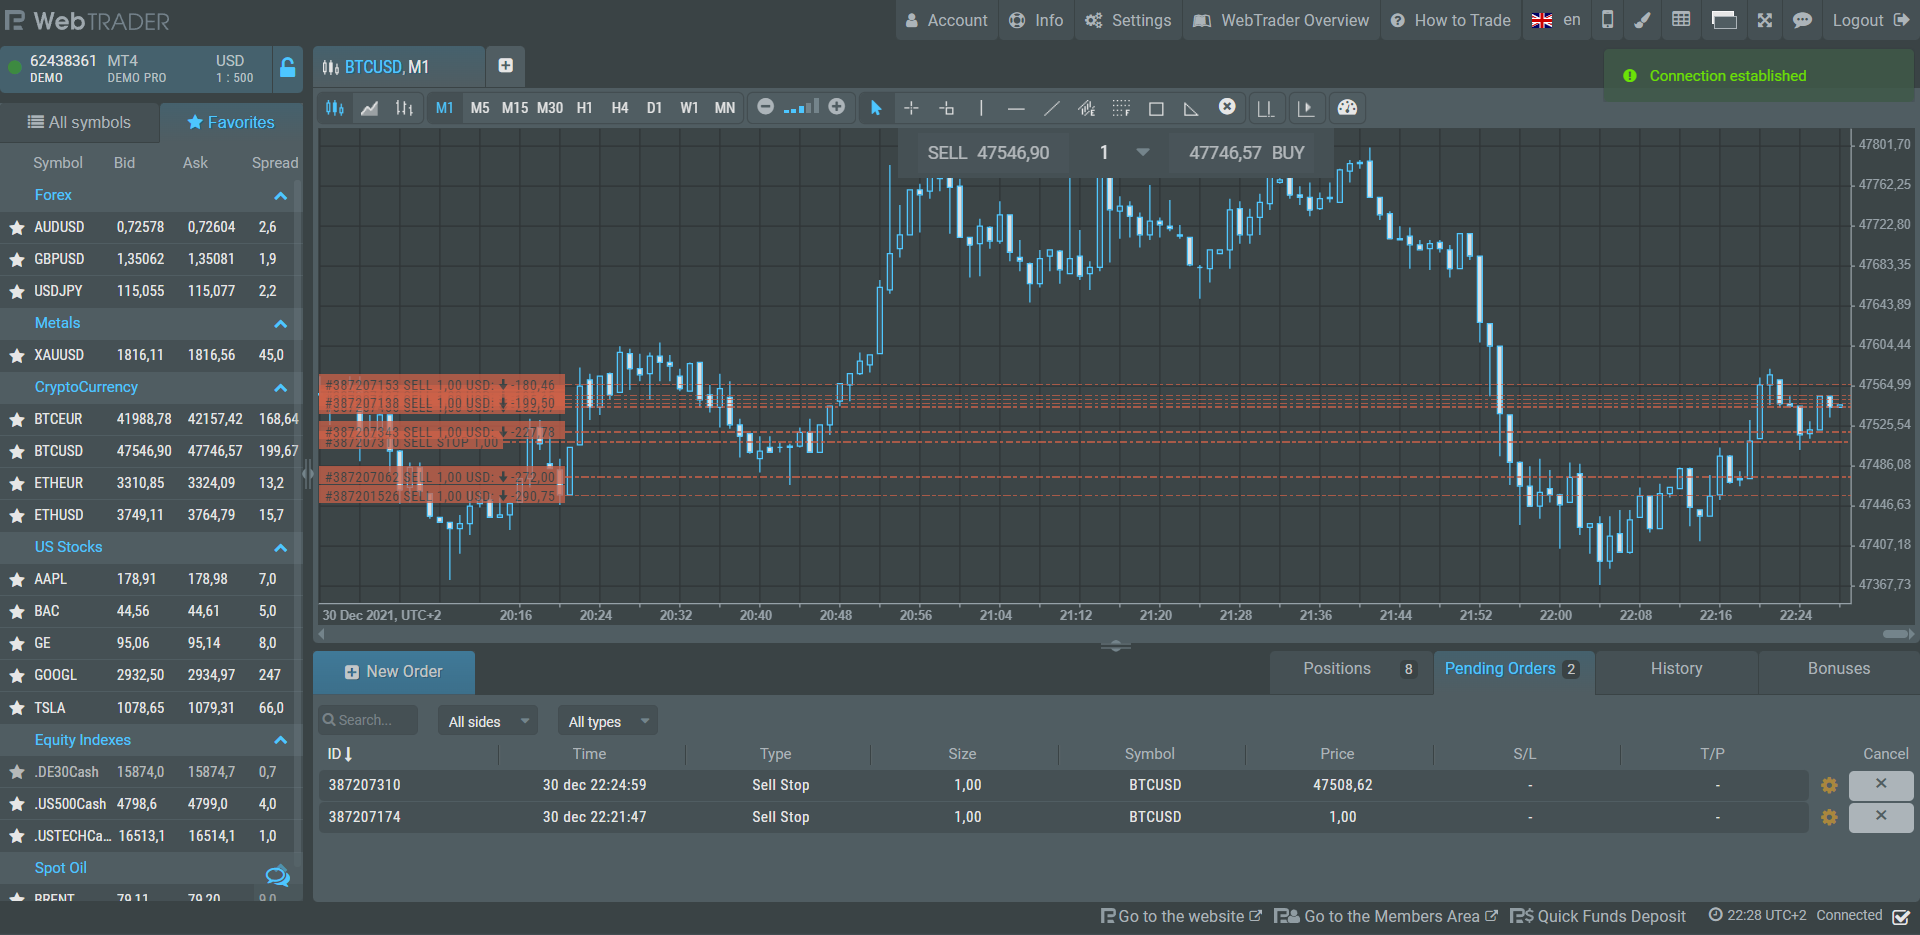 WebTRADER
Account Info Settings WebTrader Overview How to Trade en Logout
62438361 MT4 USD
DEMO DEMO PRO 1 : 500
BTCUSD, M1
Connection established
All symbols Favorites
M1 M5 M15 M30 H1 H4 D1 W1 MN
Symbol Bid Ask Spread
SELL 47546,90 1 47746,57 BUY
Forex
AUDUSD 0,72578 0,72604 2,6
GBPUSD 1,35062 1,35081 1,9
USDJPY 115,055 115,077 2,2
Metals
XAUUSD 1816,11 1816,56 45,0
CryptoCurrency
BTCEUR 41988,78 42157,42 168,64
BTCUSD 47546,90 47746,57 199,67
ETHEUR 3310,85 3324,09 13,2
ETHUSD 3749,11 3764,79 15,7
US Stocks
AAPL 178,91 178,98 7,0
BAC 44,56 44,61 5,0
GE 95,06 95,14 8,0
GOOGL 2932,50 2934,97 247
TSLA 1078,65 1079,31 66,0
Equity Indexes
.DE30Cash 15874,0 15874,7 0,7
.US500Cash 4798,6 4799,0 4,0
.USTECHCa... 16513,1 16514,1 1,0
Spot Oil
BRENT 79,11 79,20 9,0
#387207153 SELL 1,00 USD: -180,46
#387207138 SELL 1,00 USD: -199,50
#387207343 SELL 1,00 USD: -227,73
#387207310 SELL STOP 1,00
#387207062 SELL 1,00 USD: -272,00
#387201526 SELL 1,00 USD: -290,75
47801,70
47762,25
47722,80
47683,35
47643,89
47604,44
47564,99
47525,54
47486,08
47446,63
47407,18
47367,73
30 Dec 2021, UTC+2 20:16 20:24 20:32 20:40 20:48 20:56 21:04 21:12 21:20 21:28 21:36 21:44 21:52 22:00 22:08 22:16 22:24
New Order Positions 8 Pending Orders 2 History Bonuses
Search... All sides All types
ID Time Type Size Symbol Price S/L T/P Cancel
387207310 30 dec 22:24:59 Sell Stop 1,00 BTCUSD 47508,62 - -
387207174 30 dec 22:21:47 Sell Stop 1,00 BTCUSD 1,00 - -
Go to the website Go to the Members Area Quick Funds Deposit 22:28 UTC+2 Connected